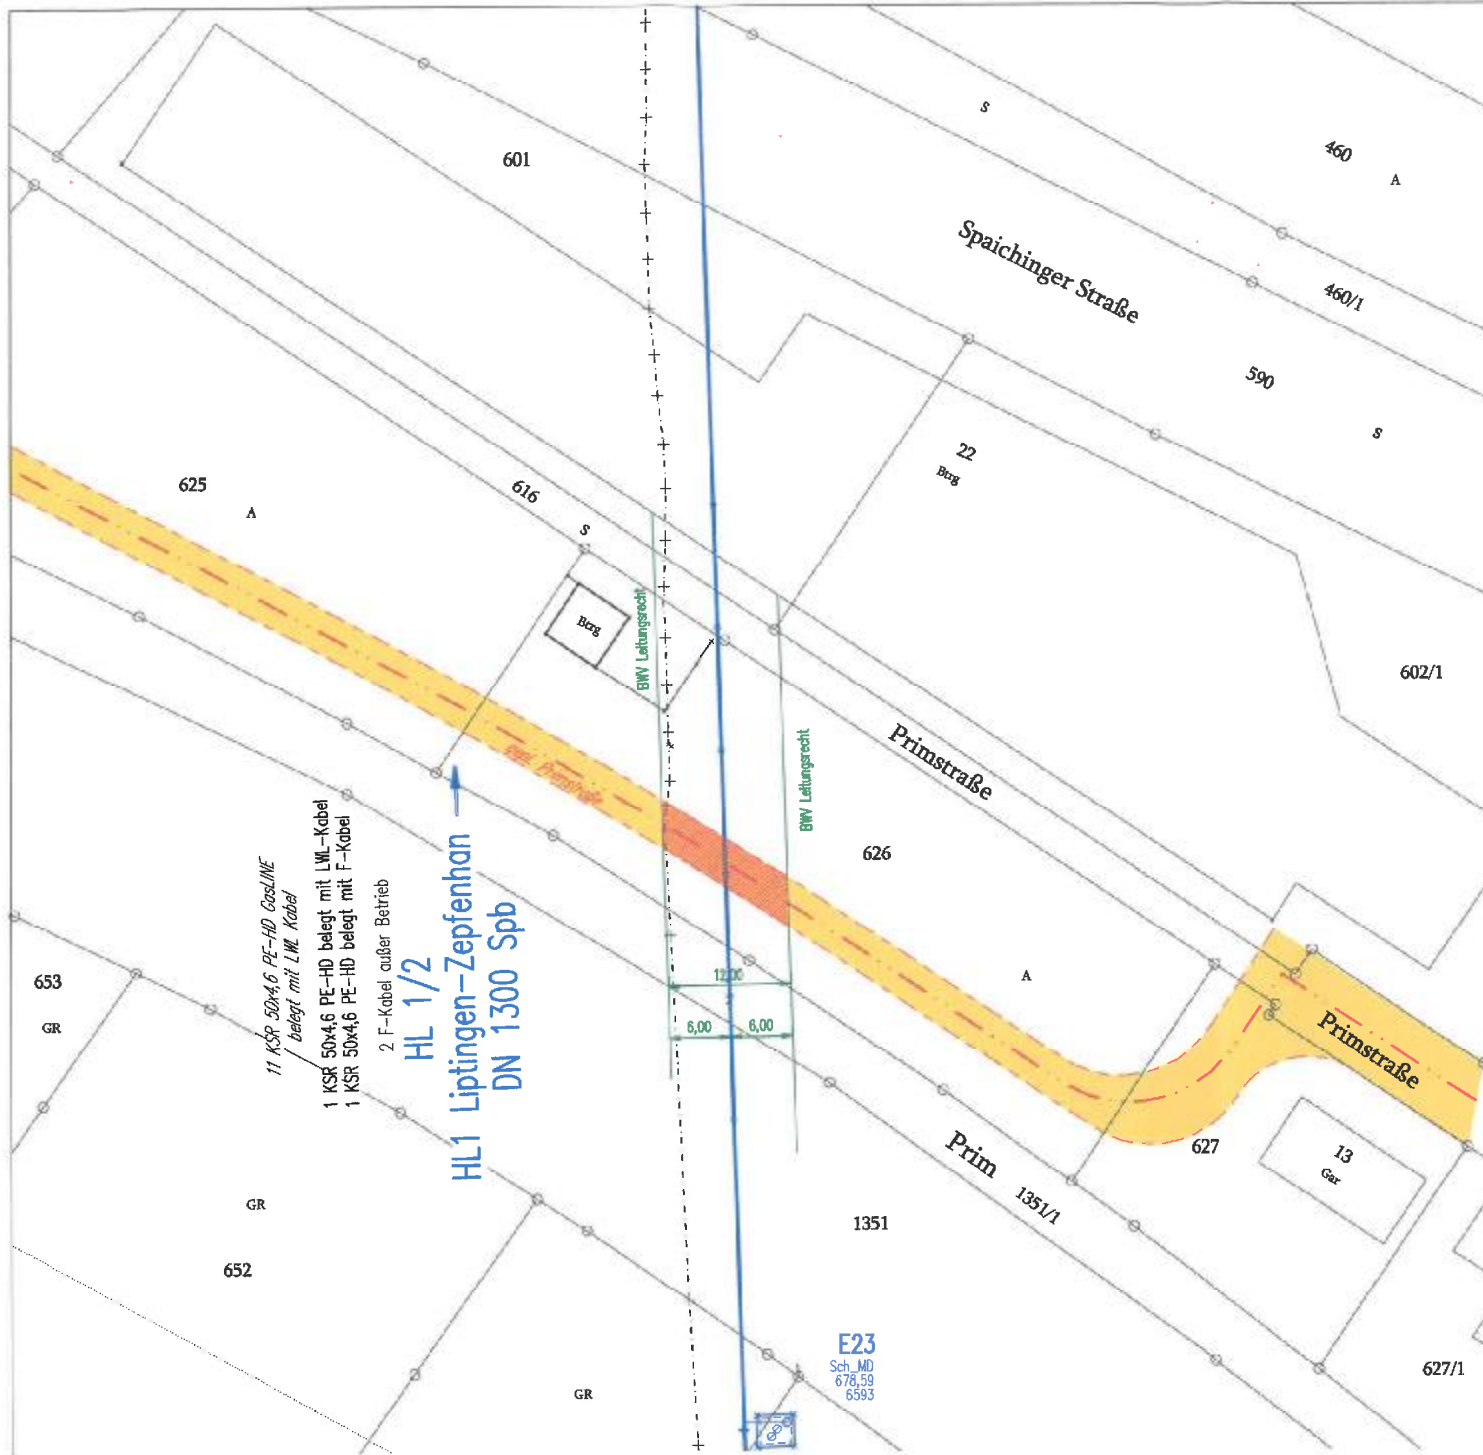 601
S
460
A
Spaichinger Straße
460/1
590
S
22
Btrg
625
A
616
S
Btrg
BWV Leitungsrecht
602/1
Primstraße
BWV Leitungsrecht
gepl. Primstraße
626
11 KSR 50x4,6 PE-HD GasLINE
belegt mit LWL Kabel
1 KSR 50x4,6 PE-HD belegt mit LWL-Kabel
1 KSR 50x4,6 PE-HD belegt mit F-Kabel
2 F-Kabel außer Betrieb
HL 1/2
HL1 Liptingen-Zepfenhan
DN 1300 Spb
653
GR
12,00
A
6,00
6,00
Primstraße
Prim
1351/1
627
13
Gar
GR
652
1351
E23
Sch_MD
678,59
6593
GR
627/1